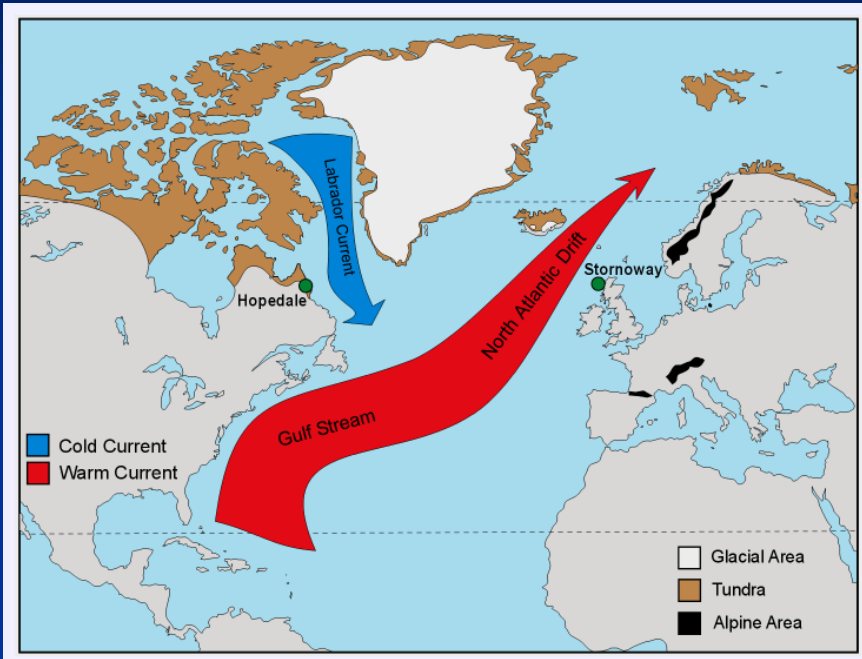 Labrador Current
North Atlantic Drift
Stornoway
Hopedale
Gulf Stream
Cold Current
Warm Current
Glacial Area
Tundra
Alpine Area